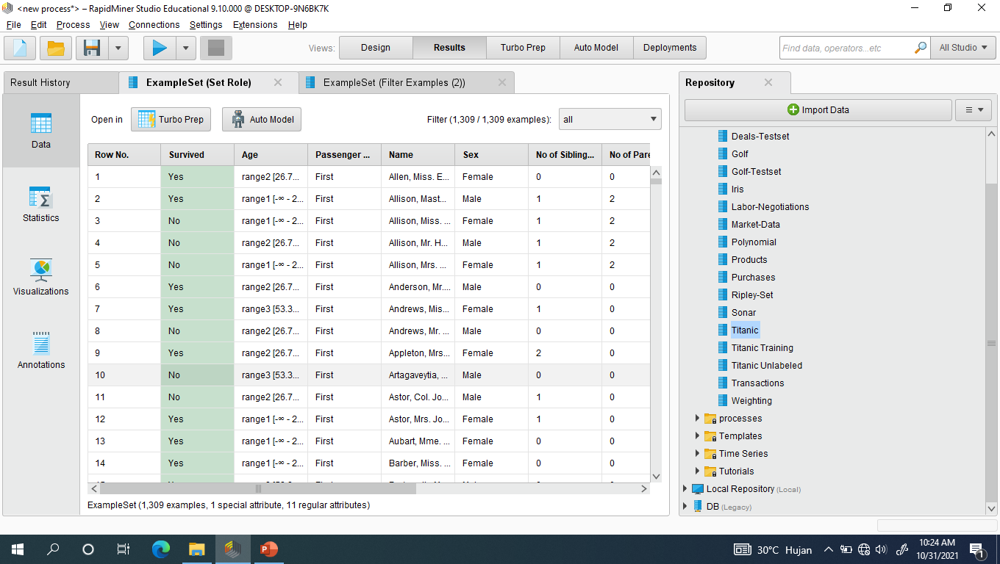 <new process*> – RapidMiner Studio Educational 9.10.000 @ DESKTOP-9N6BK7K
File Edit Process View Connections Settings Extensions Help
Views: Design Results Turbo Prep Auto Model Deployments Find data, operators...etc All Studio
Result History ExampleSet (Set Role) ExampleSet (Filter Examples (2))
Data
Statistics
Visualizations
Annotations
Open in Turbo Prep Auto Model Filter (1,309 / 1,309 examples): all
Row No. Survived Age Passenger ... Name Sex No of Sibling... No of Pare
1 Yes range2 [26.7... First Allen, Miss. E... Female 0 0
2 Yes range1 [-∞ - 2... First Allison, Mast... Male 1 2
3 No range1 [-∞ - 2... First Allison, Miss. ... Female 1 2
4 No range2 [26.7... First Allison, Mr. H... Male 1 2
5 No range1 [-∞ - 2... First Allison, Mrs. ... Female 1 2
6 Yes range2 [26.7... First Anderson, Mr.... Male 0 0
7 Yes range3 [53.3... First Andrews, Mis... Female 1 0
8 No range2 [26.7... First Andrews, Mr. ... Male 0 0
9 Yes range2 [26.7... First Appleton, Mrs... Female 2 0
10 No range3 [53.3... First Artagaveytia, ... Male 0 0
11 No range2 [26.7... First Astor, Col. Jo... Male 1 0
12 Yes range1 [-∞ - 2... First Astor, Mrs. Jo... Female 1 0
13 Yes range1 [-∞ - 2... First Aubart, Mme. ... Female 0 0
14 Yes range1 [-∞ - 2... First Barber, Miss. ... Female 0 0
ExampleSet (1,309 examples, 1 special attribute, 11 regular attributes)
Repository
Import Data
Deals-Testset
Golf
Golf-Testset
Iris
Labor-Negotiations
Market-Data
Polynomial
Products
Purchases
Ripley-Set
Sonar
Titanic
Titanic Training
Titanic Unlabeled
Transactions
Weighting
processes
Templates
Time Series
Tutorials
Local Repository (Local)
DB (Legacy)
30°C Hujan
10:24 AM
10/31/2021
1